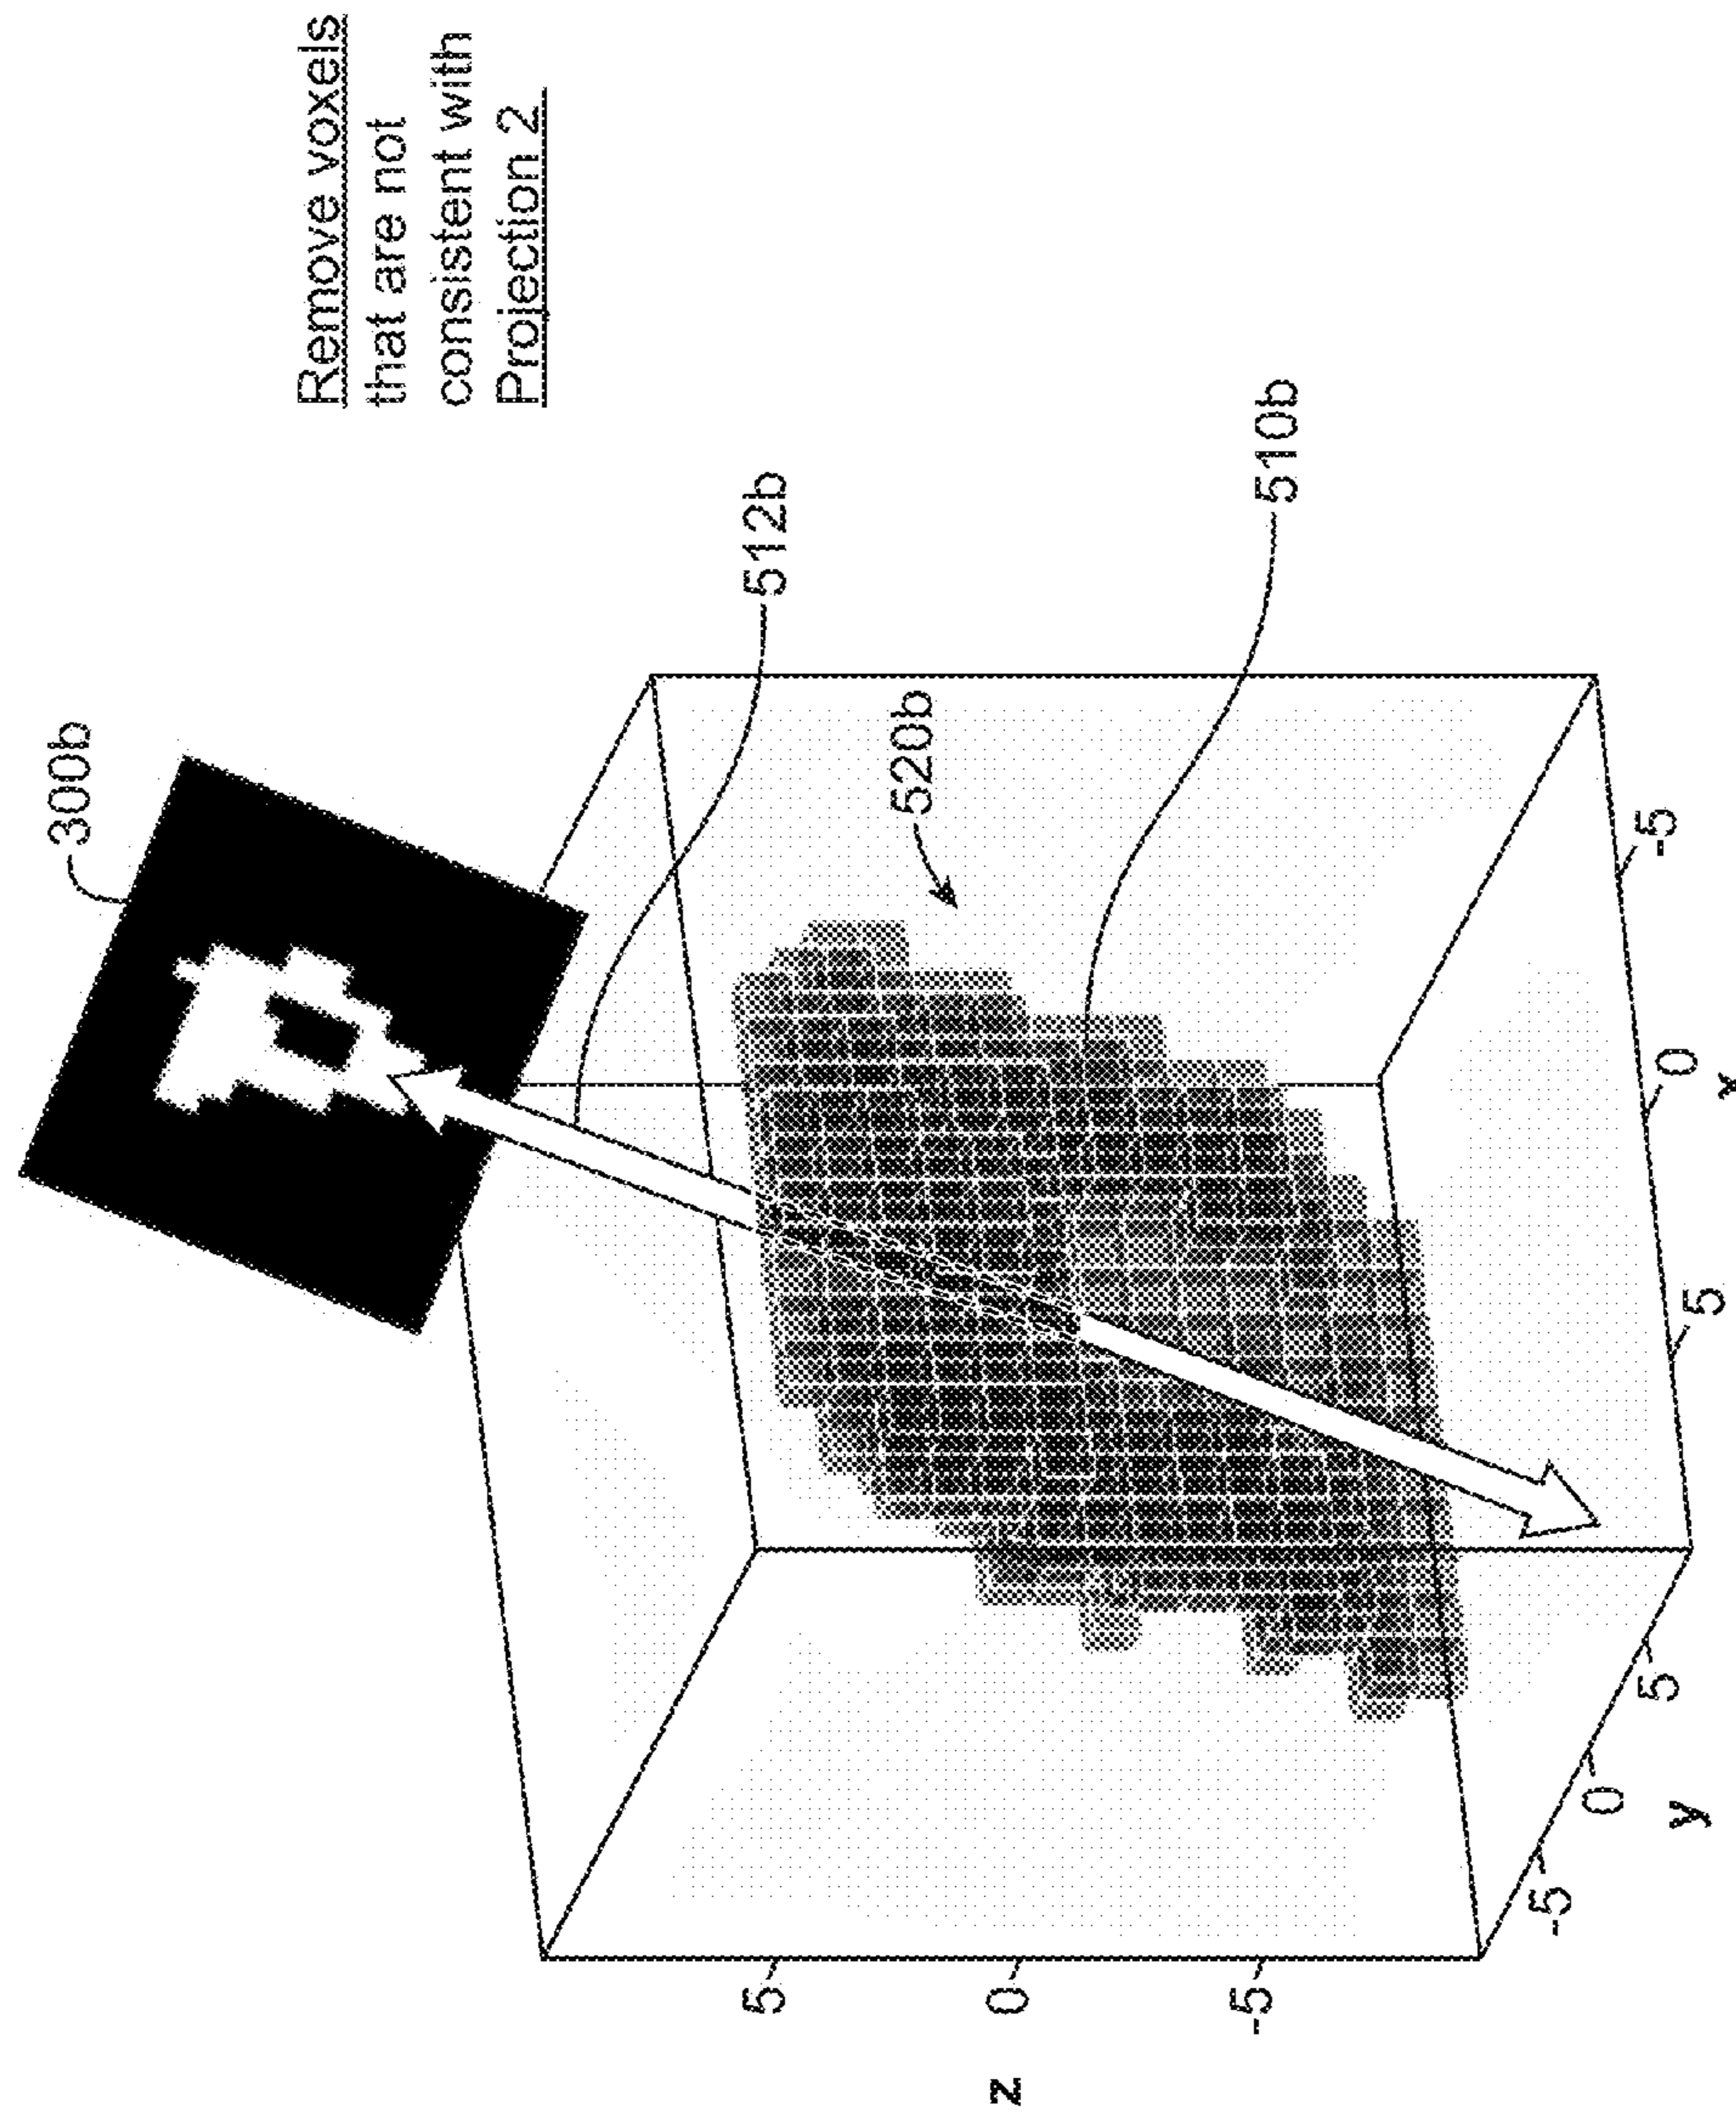 Remove voxels
that are not
consistent with
Projection 2
300b
512b
520b
510b
z
5
0
-5
y
-5
0
5
x
5
0
-5